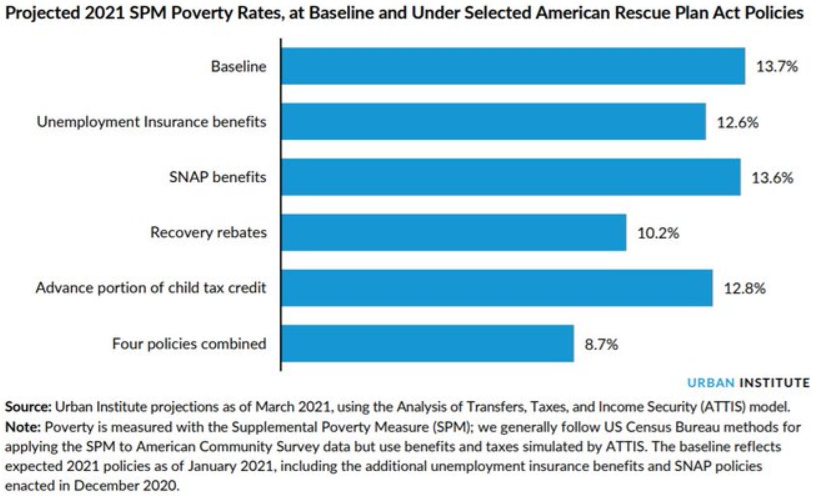 Projected 2021 SPM Poverty Rates, at Baseline and Under Selected American Rescue Plan Act Policies
Baseline 13.7%
Unemployment Insurance benefits 12.6%
SNAP benefits 13.6%
Recovery rebates 10.2%
Advance portion of child tax credit 12.8%
Four policies combined 8.7%
URBAN INSTITUTE
Source: Urban Institute projections as of March 2021, using the Analysis of Transfers, Taxes, and Income Security (ATTIS) model.
Note: Poverty is measured with the Supplemental Poverty Measure (SPM); we generally follow US Census Bureau methods for
applying the SPM to American Community Survey data but use benefits and taxes simulated by ATTIS. The baseline reflects
expected 2021 policies as of January 2021, including the additional unemployment insurance benefits and SNAP policies
enacted in December 2020.